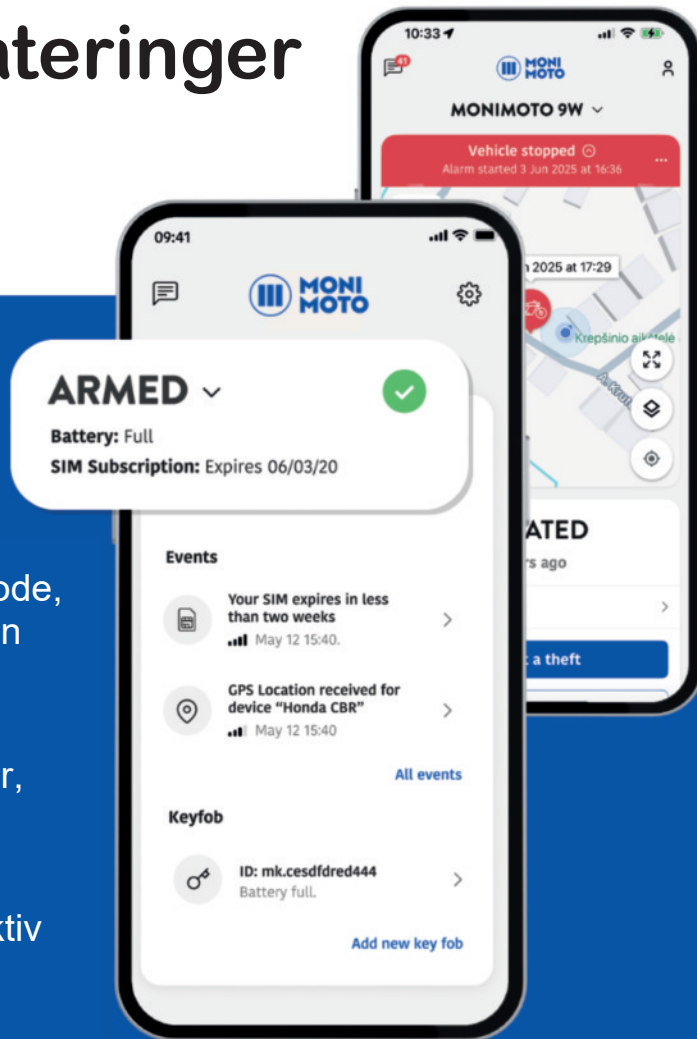 ateringer
10:33
41
MONI
MOTO
MONIMOTO 9W
Vehicle stopped
Alarm started 3 Jun 2025 at 16:36
2025 at 17:29
Krepšinio
09:41
MONI
MOTO
ARMED
Battery: Full
SIM Subscription: Expires 06/03/20
ATED
ago
a theft
Events
Your SIM expires in less
than two weeks
May 12 15:40.
GPS Location received for
device “Honda CBR”
May 12 15:40
All events
Keyfob
ID: mk.cesdfdred444
Battery full.
Add new key fob
ode,
n
r,
ktiv